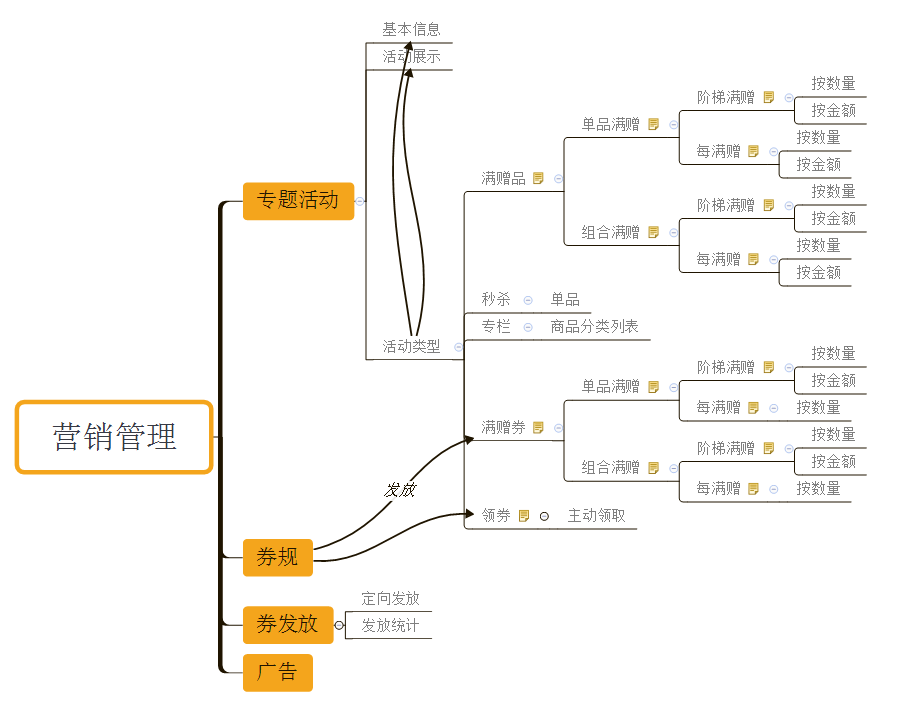 营销管理
专题活动
基本信息
活动展示
活动类型
满赠品
单品满赠
阶梯满赠
按数量
按金额
每满赠
按数量
按金额
组合满赠
阶梯满赠
按数量
按金额
每满赠
按数量
按金额
秒杀
单品
专栏
商品分类列表
满赠券
单品满赠
阶梯满赠
按数量
按金额
每满赠
按数量
组合满赠
阶梯满赠
按数量
按金额
每满赠
按数量
领券
主动领取
发放
券规
券发放
定向发放
发放统计
广告